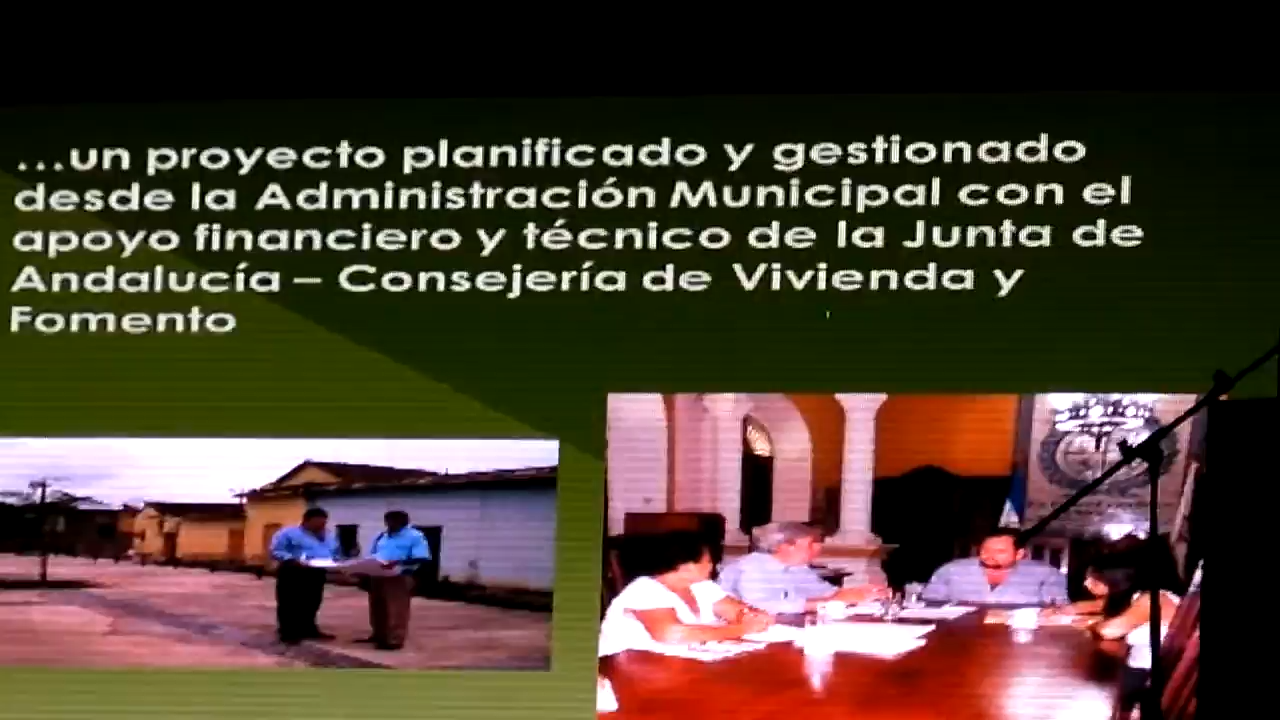 ...un proyecto planificado y gestionado
desde la Administración Municipal con el
apoyo financiero y técnico de la Junta de
Andalucía – Consejería de Vivienda y
Fomento